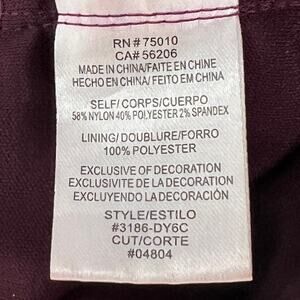 RN# 75010
CA# 56206
MADE IN CHINA/FAITE EN CHINE
HECHO EN CHINA/ FEITO EM CHINA
SELF/ CORPS/CUERPO
58% NYLON 40% POLYESTER 2% SPANDEX
LINING/ DOUBLURE/FORRO
100% POLYESTER
EXCLUSIVE OF DECORATION
EXCLUSIVITE DE LA DECORATION
EXCLUYENDO LA DECORACIÓN
STYLE/ESTILO
#3186-DY6C
CUT/CORTE
#04804